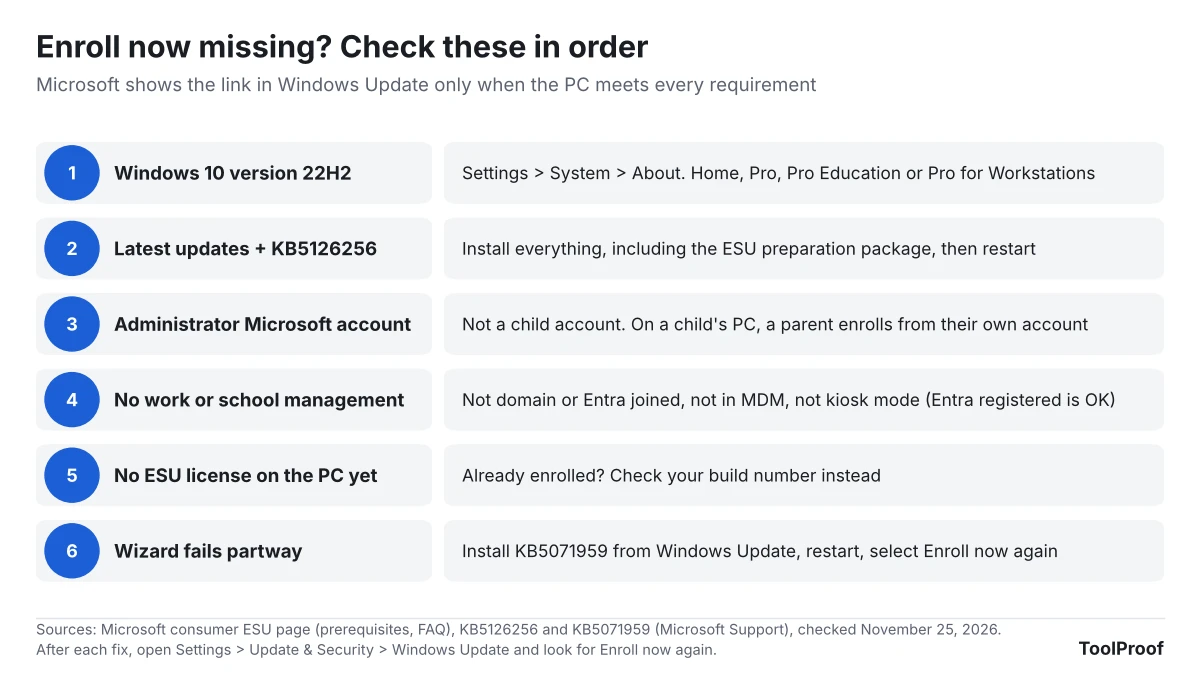 Enroll now missing? Check these in order
Microsoft shows the link in Windows Update only when the PC meets every requirement
1 Windows 10 version 22H2 Settings > System > About. Home, Pro, Pro Education or Pro for Workstations
2 Latest updates + KB5126256 Install everything, including the ESU preparation package, then restart
3 Administrator Microsoft account Not a child account. On a child's PC, a parent enrolls from their own account
4 No work or school management Not domain or Entra joined, not in MDM, not kiosk mode (Entra registered is OK)
5 No ESU license on the PC yet Already enrolled? Check your build number instead
6 Wizard fails partway Install KB5071959 from Windows Update, restart, select Enroll now again
Sources: Microsoft consumer ESU page (prerequisites, FAQ), KB5126256 and KB5071959 (Microsoft Support), checked November 25, 2026.
After each fix, open Settings > Update & Security > Windows Update and look for Enroll now again.
ToolProof